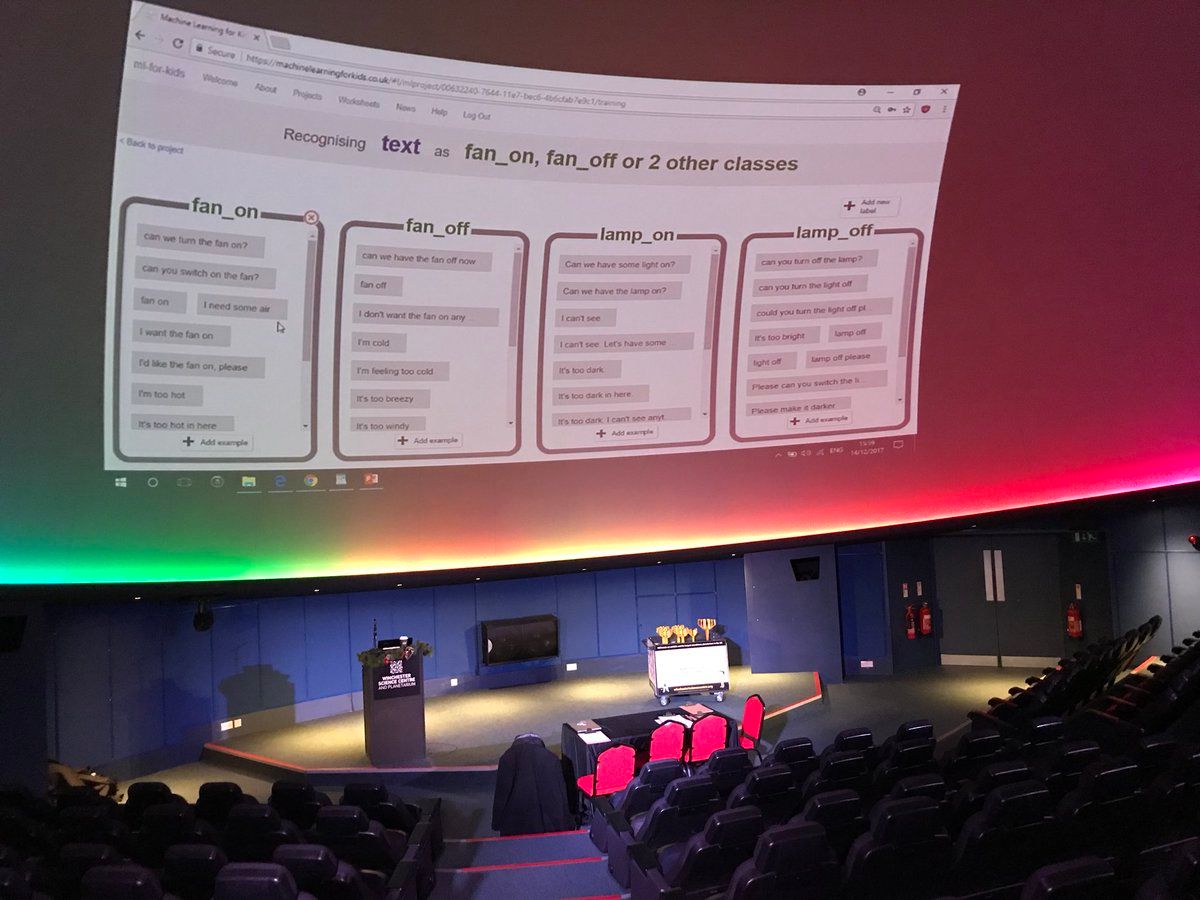 Machine Learning for Ki
Secure
https://machinelearningforkids.co.uk/#!/mlproject/00632240-7644-11e7-bec6-4b6cfab7e9c1/training
ml-for-kids Welcome About Projects Worksheets News Help Log Out
< Back to project
Recognising text as fan_on, fan_off or 2 other classes
Add new
label
fan_on
can we turn the fan on?
can you switch on the fan?
fan on I need some air
I want the fan on
I'd like the fan on, please
I'm too hot
It's too hot in here
Add example
fan_off
can we have the fan off now
fan off
I don't want the fan on any ...
I'm cold
I'm feeling too cold
It's too breezy
It's too windy
Add example
lamp_on
Can we have some light on?
Can we have the lamp on?
I can't see
I can't see. Let's have some ...
It's too dark
It's too dark in here.
It's too dark. I can't see anyt
Add example
lamp_off
can you turn off the lamp?
can you turn the light off
could you turn the light off pl...
It's too bright lamp off
light off lamp off please
Please can you switch the li...
Please make it darker
Add example
ENG
15:59
14/12/2017
WINCHESTER
SCIENCE CENTRE
AND PLANETARIUM